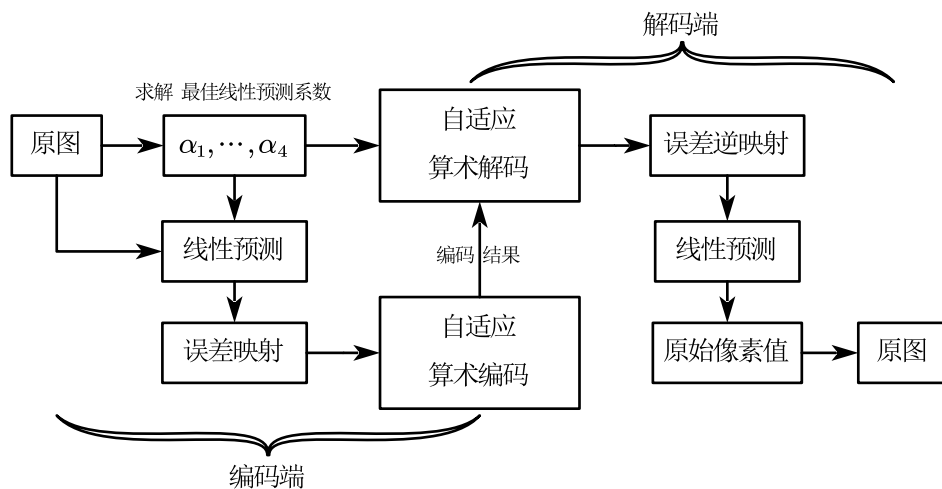 解码端
求解 最佳线性预测系数
原图
α₁,⋯,α₄
自适应
算术解码
误差逆映射
线性预测
编码 结果
线性预测
误差映射
自适应
算术编码
原始像素值
原图
编码端